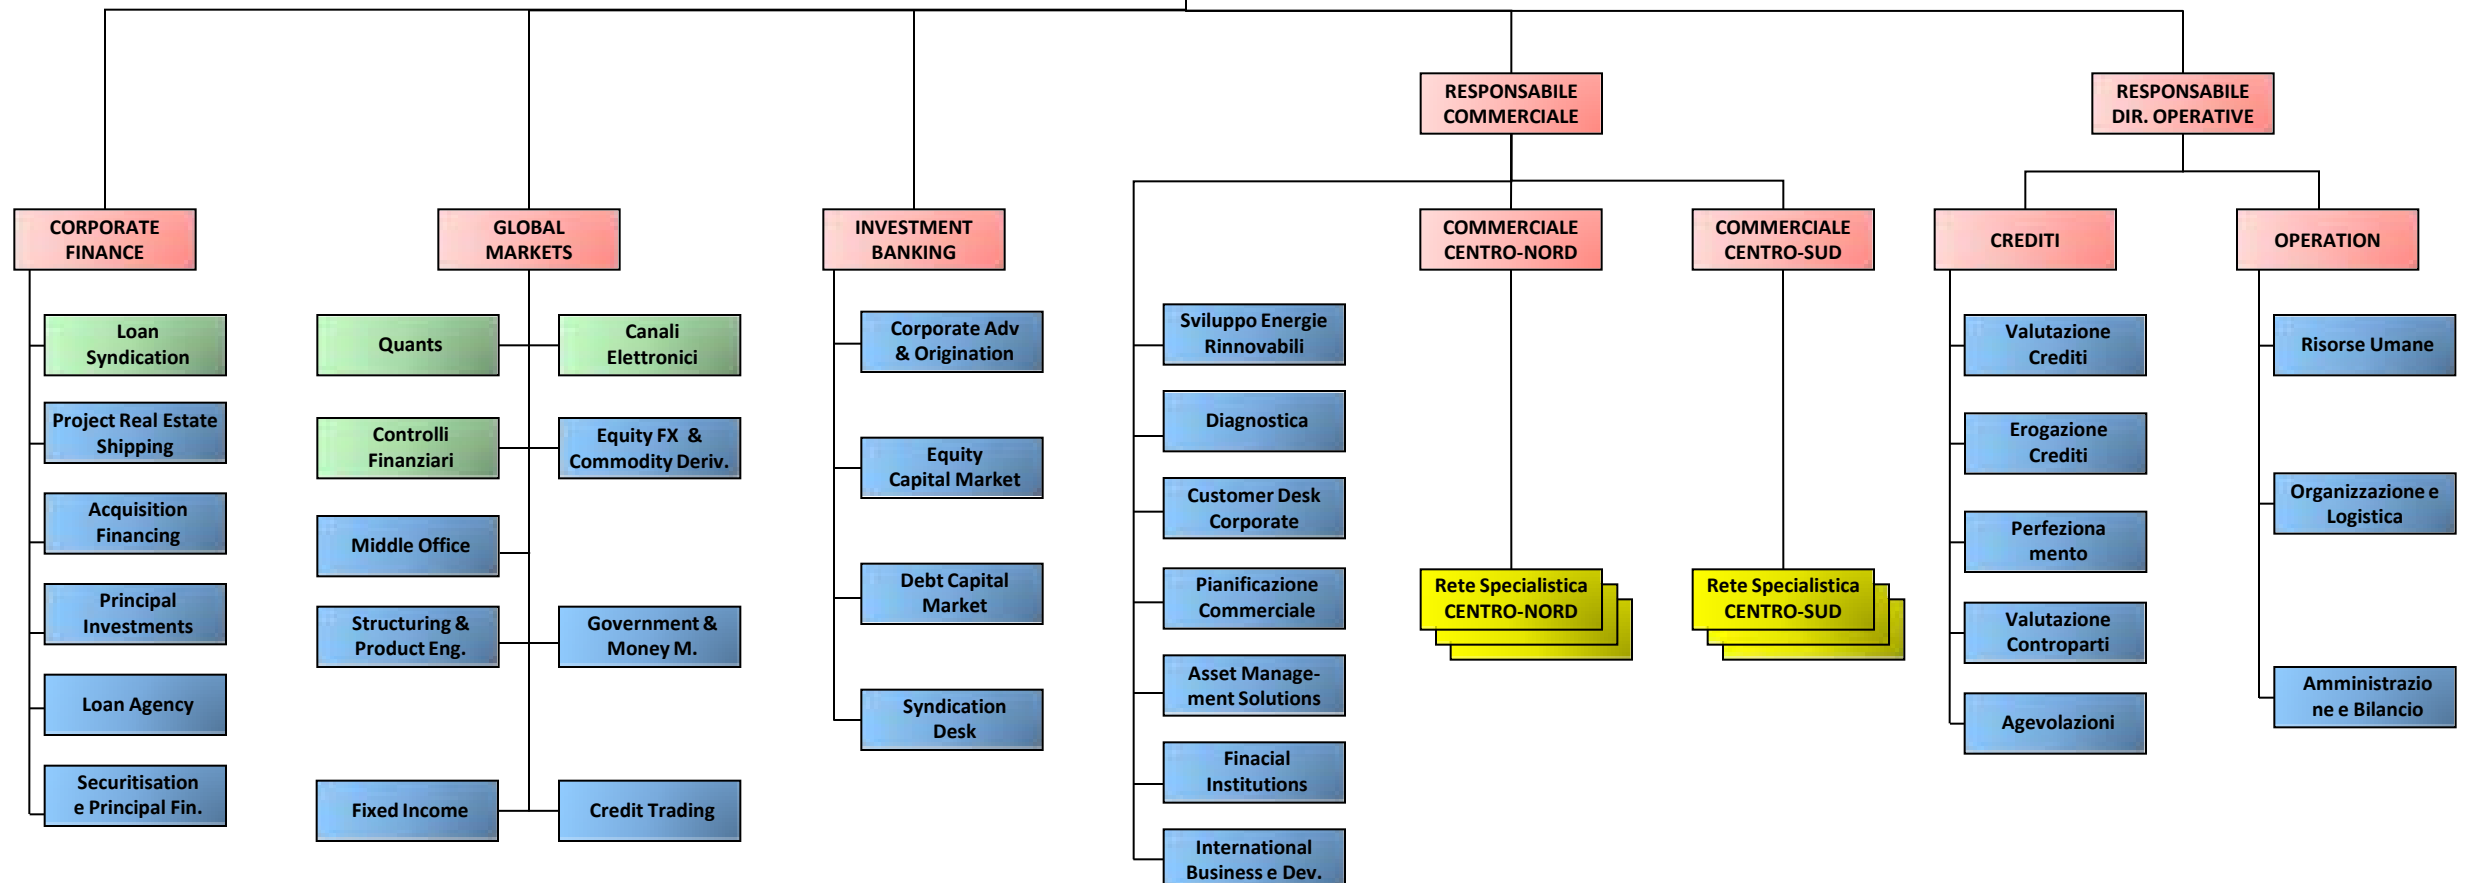 RESPONSABILE
COMMERCIALE
RESPONSABILE
DIR. OPERATIVE
CORPORATE
FINANCE
GLOBAL
MARKETS
INVESTMENT
BANKING
COMMERCIALE
CENTRO-NORD
COMMERCIALE
CENTRO-SUD
CREDITI
OPERATION
Loan
Syndication
Project Real Estate
Shipping
Acquisition
Financing
Principal
Investments
Loan Agency
Securitisation
e Principal Fin.
Quants
Canali
Elettronici
Controlli
Finanziari
Equity FX &
Commodity Deriv.
Middle Office
Structuring &
Product Eng.
Government &
Money M.
Fixed Income
Credit Trading
Corporate Adv
& Origination
Equity
Capital Market
Debt Capital
Market
Syndication
Desk
Sviluppo Energie
Rinnovabili
Diagnostica
Customer Desk
Corporate
Pianificazione
Commerciale
Asset Manage-
ment Solutions
Finacial
Institutions
International
Business e Dev.
Rete Specialistica
CENTRO-NORD
Rete Specialistica
CENTRO-SUD
Valutazione
Crediti
Erogazione
Crediti
Perfeziona
mento
Valutazione
Controparti
Agevolazioni
Risorse Umane
Organizzazione e
Logistica
Amministrazio
ne e Bilancio